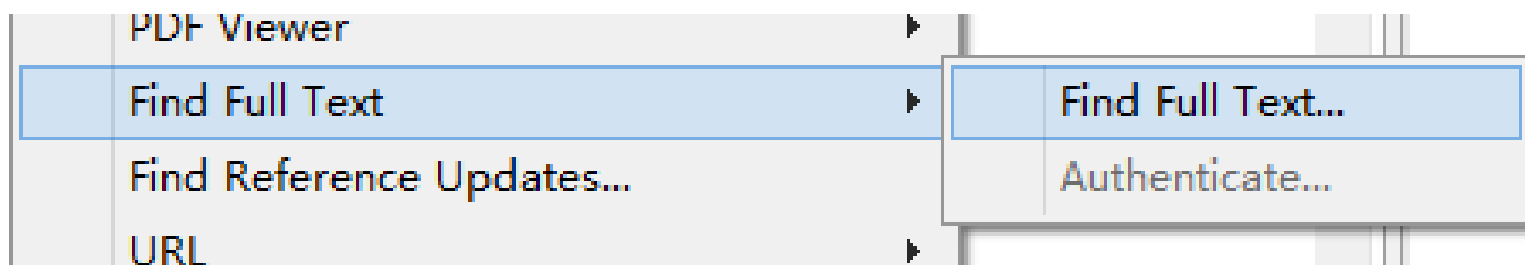 PDF Viewer
Find Full Text
Find Full Text...
Find Reference Updates...
Authenticate...
URL